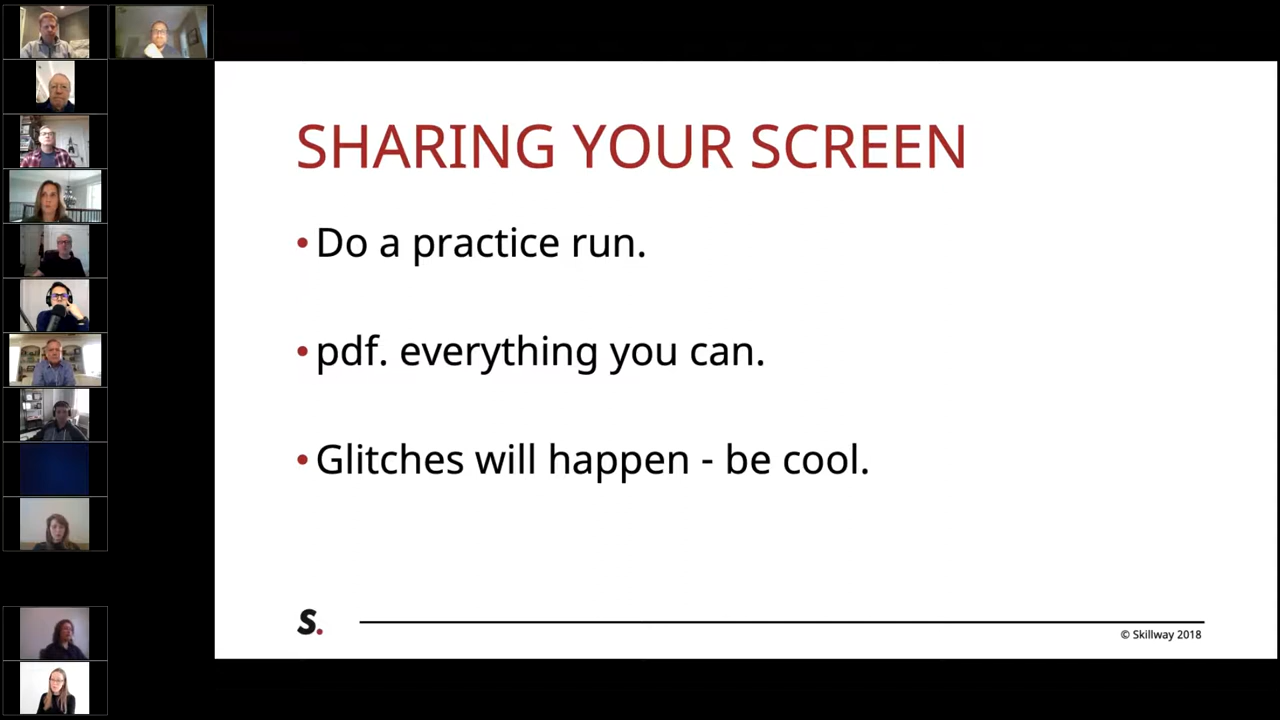 SHARING YOUR SCREEN
•Do a practice run.
•pdf. everything you can.
•Glitches will happen - be cool.
S.
© Skillway 2018